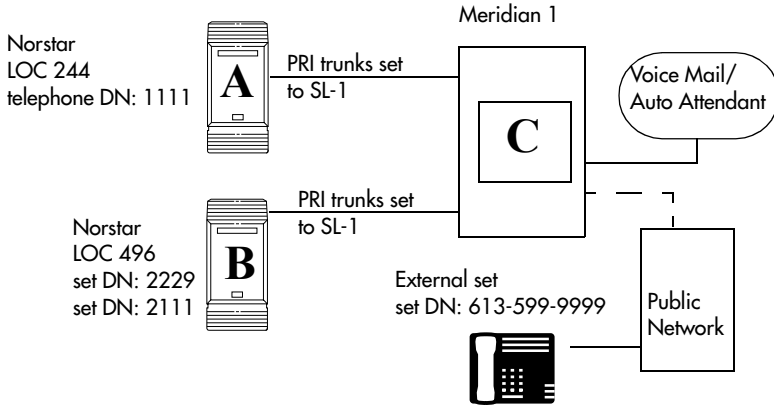 Meridian 1
Norstar
LOC 244
telephone DN: 1111
A
PRI trunks set
to SL-1
C
Voice Mail/
Auto Attendant
Norstar
LOC 496
set DN: 2229
set DN: 2111
B
PRI trunks set
to SL-1
External set
set DN: 613-599-9999
Public
Network